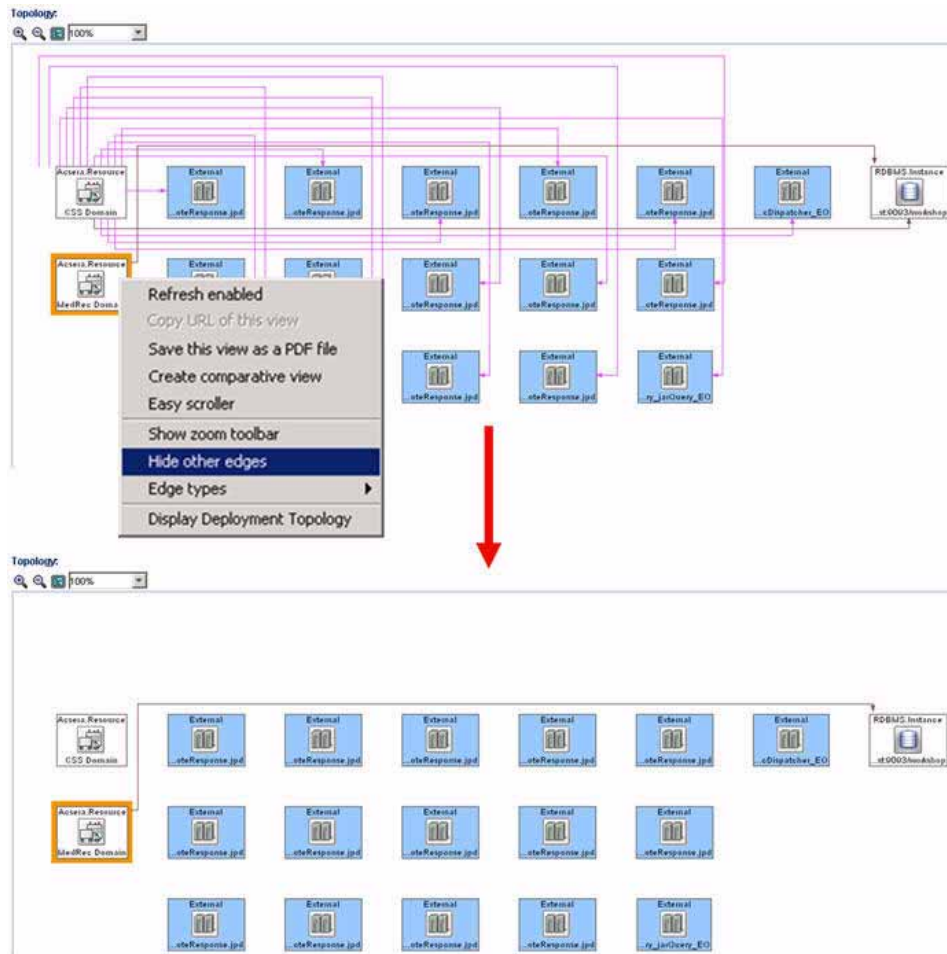 Topology:
100%
Acsera.Resource External External External External External External RDBMS.Instance
CSS Domain ...oteResponse.jpd ...oteResponse.jpd ...oteResponse.jpd ...oteResponse.jpd ...oteResponse.jpd ...cDispatcher_EO ...st:9093/workshop
Acsera.Resource External External External External External
MedRec Doma
...oteResponse.jpd ...oteResponse.jpd ...oteResponse.jpd
Refresh enabled
Copy URL of this view
Save this view as a PDF file
Create comparative view
Easy scroller
Show zoom toolbar
Hide other edges
Edge types
Display Deployment Topology
External External External
...oteResponse.jpd ...oteResponse.jpd ...ry_jarQuery_EO
Topology:
100%
Acsera.Resource External External External External External External RDBMS.Instance
CSS Domain ...oteResponse.jpd ...oteResponse.jpd ...oteResponse.jpd ...oteResponse.jpd ...oteResponse.jpd ...cDispatcher_EO ...st:9093/workshop
Acsera.Resource External External External External External
MedRec Domain ...oteResponse.jpd ...oteResponse.jpd ...oteResponse.jpd ...oteResponse.jpd ...oteResponse.jpd
External External External External External
...oteResponse.jpd ...oteResponse.jpd ...oteResponse.jpd ...oteResponse.jpd ...ry_jarQuery_EO